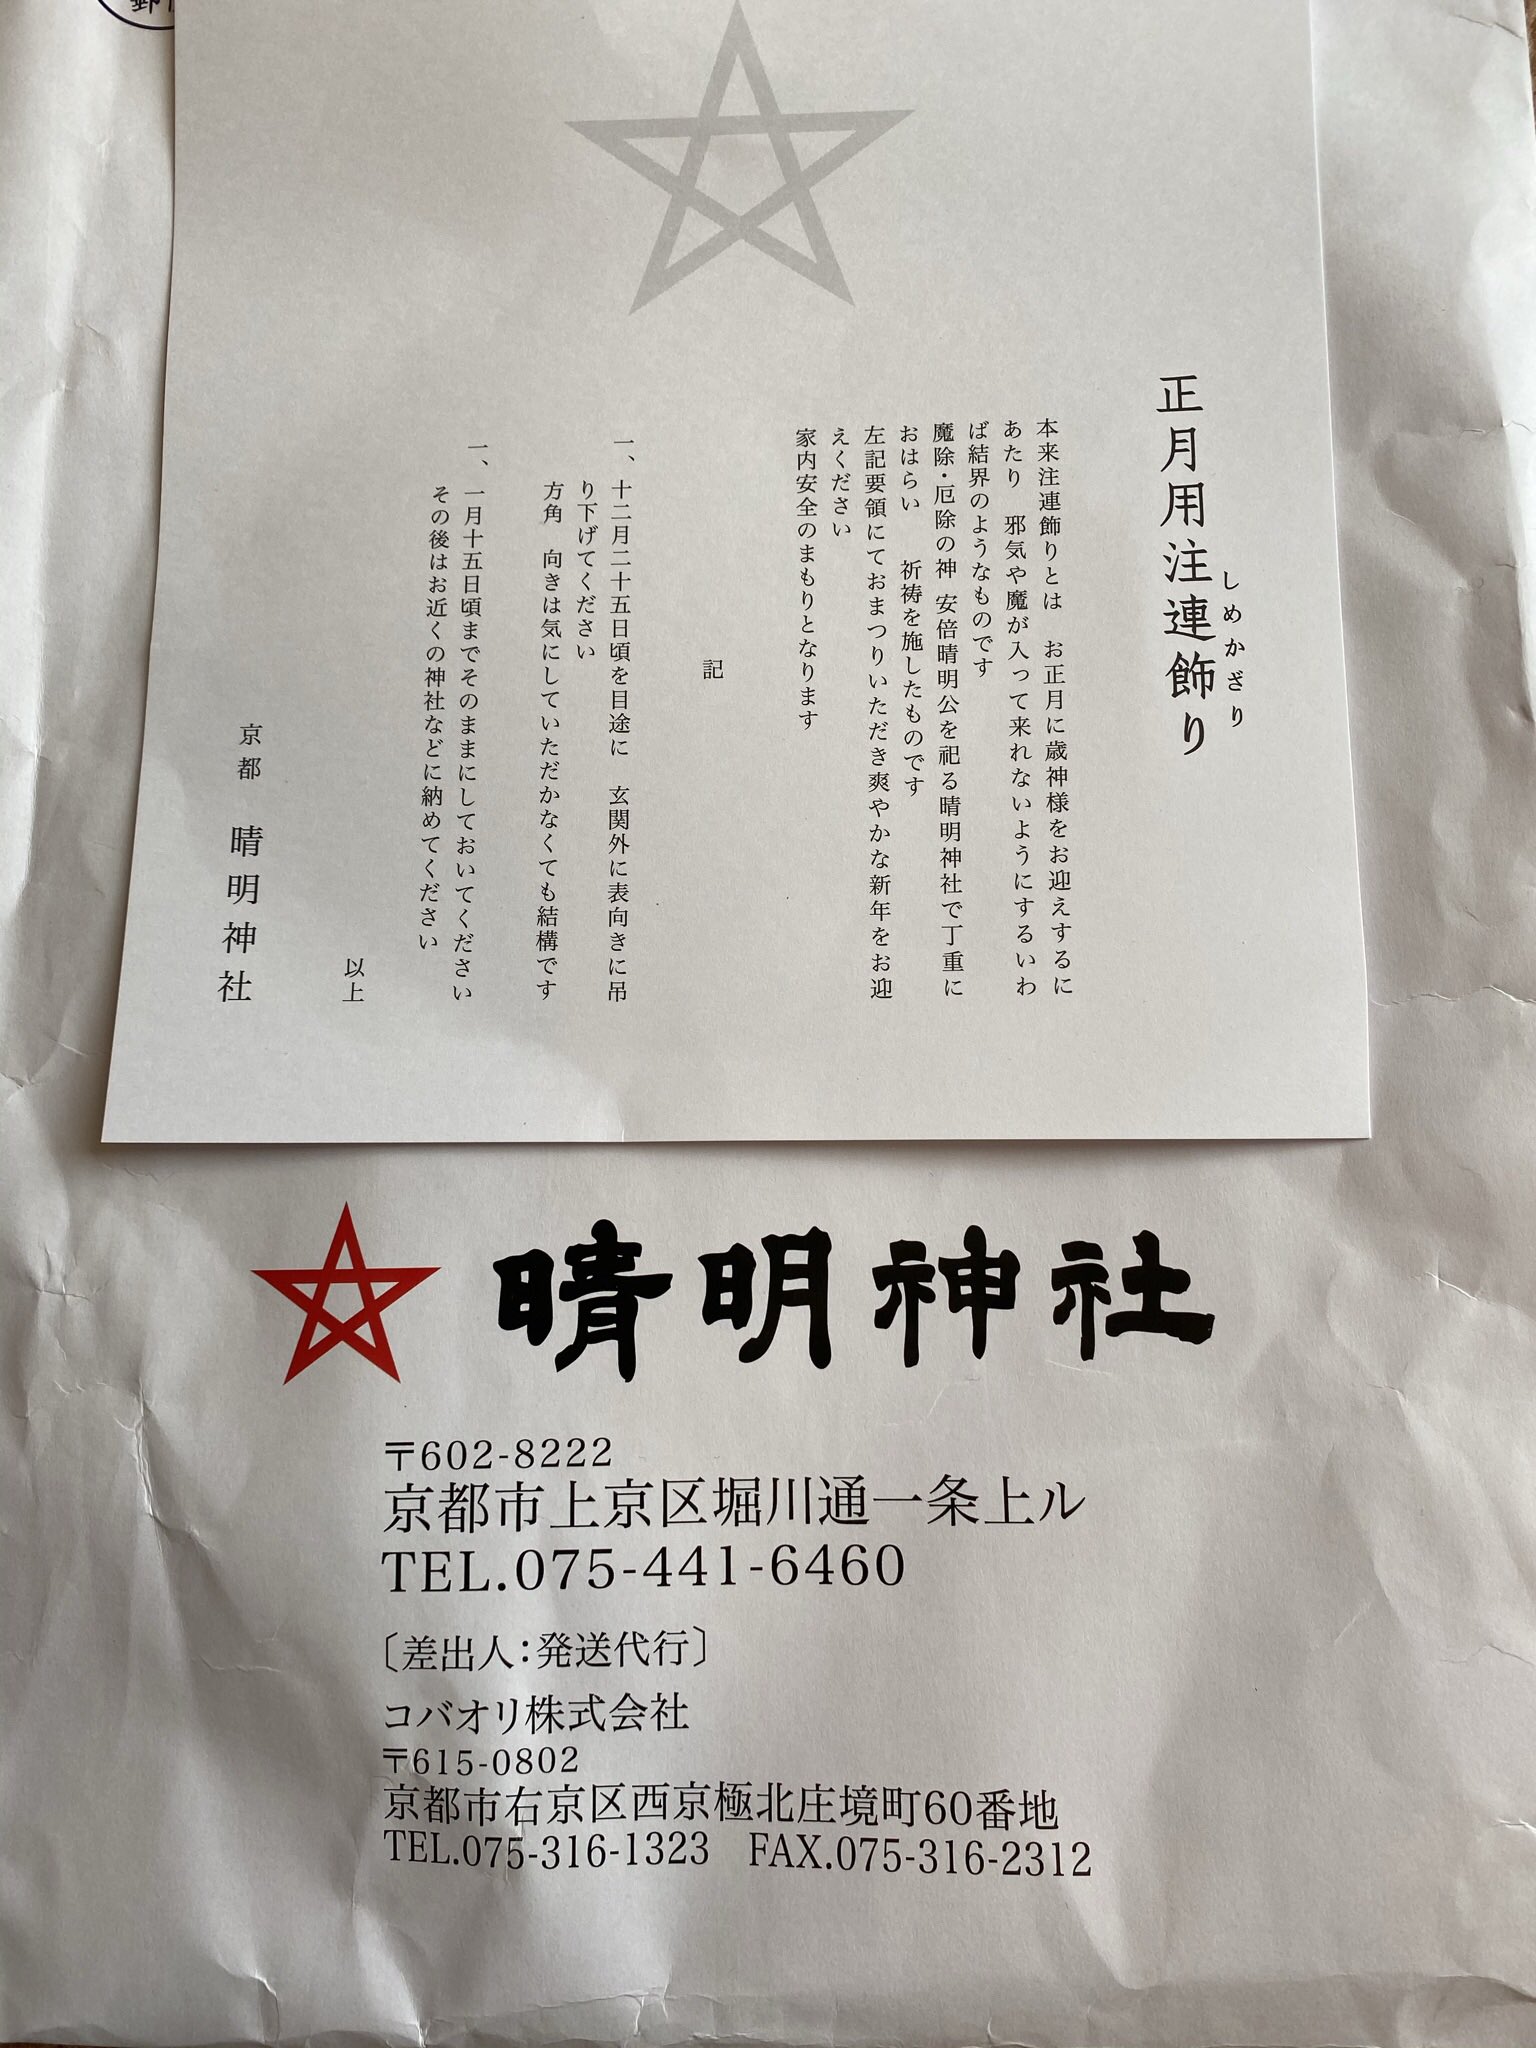 正月用注連飾り
しめかざり
本来注連飾りとは　お正月に歳神様をお迎えするに
あたり　邪気や魔が入って来れないようにするいわ
ば結界のようなものです
魔除・厄除の神 安倍晴明公を祀る晴明神社で丁重に
おはらい　祈祷を施したものです
左記要領にておまつりいただき爽やかな新年をお迎
えください
家内安全のまもりとなります
記
一、十二月二十五日頃を目途に　玄関外に表向きに吊
り下げてください
方角　向きは気にしていただかなくても結構です
一、一月十五日頃までそのままにしておいてください
その後はお近くの神社などに納めてください
以上
京都　晴明神社
晴明神社
〒602-8222
京都市上京区堀川通一条上ル
TEL.075-441-6460
〔差出人：発送代行〕
コバオリ株式会社
〒615-0802
京都市右京区西京極北庄境町60番地
TEL.075-316-1323　FAX.075-316-2312